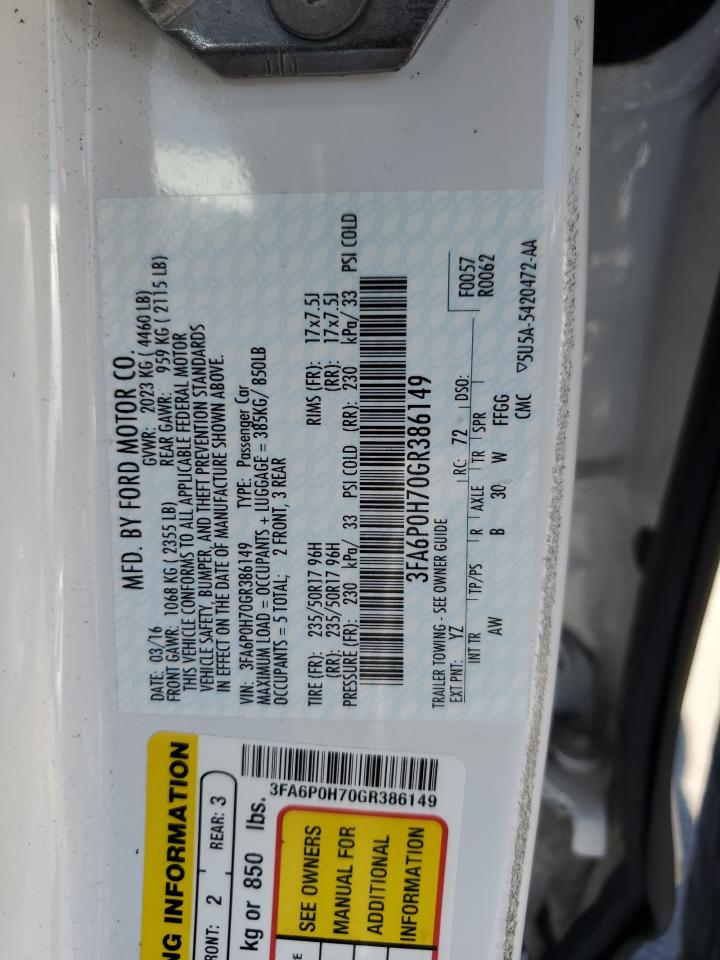 MFD. BY FORD MOTOR CO.
DATE: 03/16 GVWR: 2023 KG ( 4460 LB)
FRONT GAWR: 1068 KG ( 2355 LB) REAR GAWR: 959 KG ( 2115 LB)
THIS VEHICLE CONFORMS TO ALL APPLICABLE FEDERAL MOTOR
VEHICLE SAFETY, BUMPER, AND THEFT PREVENTION STANDARDS
IN EFFECT ON THE DATE OF MANUFACTURE SHOWN ABOVE.
VIN: 3FA6P0H70GR386149 TYPE: Passenger Car
MAXIMUM LOAD = OCCUPANTS + LUGGAGE = 385KG/ 850LB
OCCUPANTS = 5 TOTAL; 2 FRONT, 3 REAR
TIRE (FR): 235/50R17 96H RIMS (FR): 17x7.5J
(RR): 235/50R17 96H (RR): 17x7.5J
PRESSURE (FR): 230 kPa/ 33 PSI COLD (RR): 230 kPa/ 33 PSI COLD
3FA6P0H70GR386149
TRAILER TOWING - SEE OWNER GUIDE
EXT PNT: YZ RC: 72 DSO:
F0057
R0062
INT TR TP/PS R AXLE TR SPR
AW B 30 W FFGG
CMC ▽5U5A-5420472-AA
NG INFORMATION
RONT: 2 REAR: 3
kg or 850 lbs.
3FA6P0H70GR386149
SEE OWNERS
MANUAL FOR
ADDITIONAL
INFORMATION